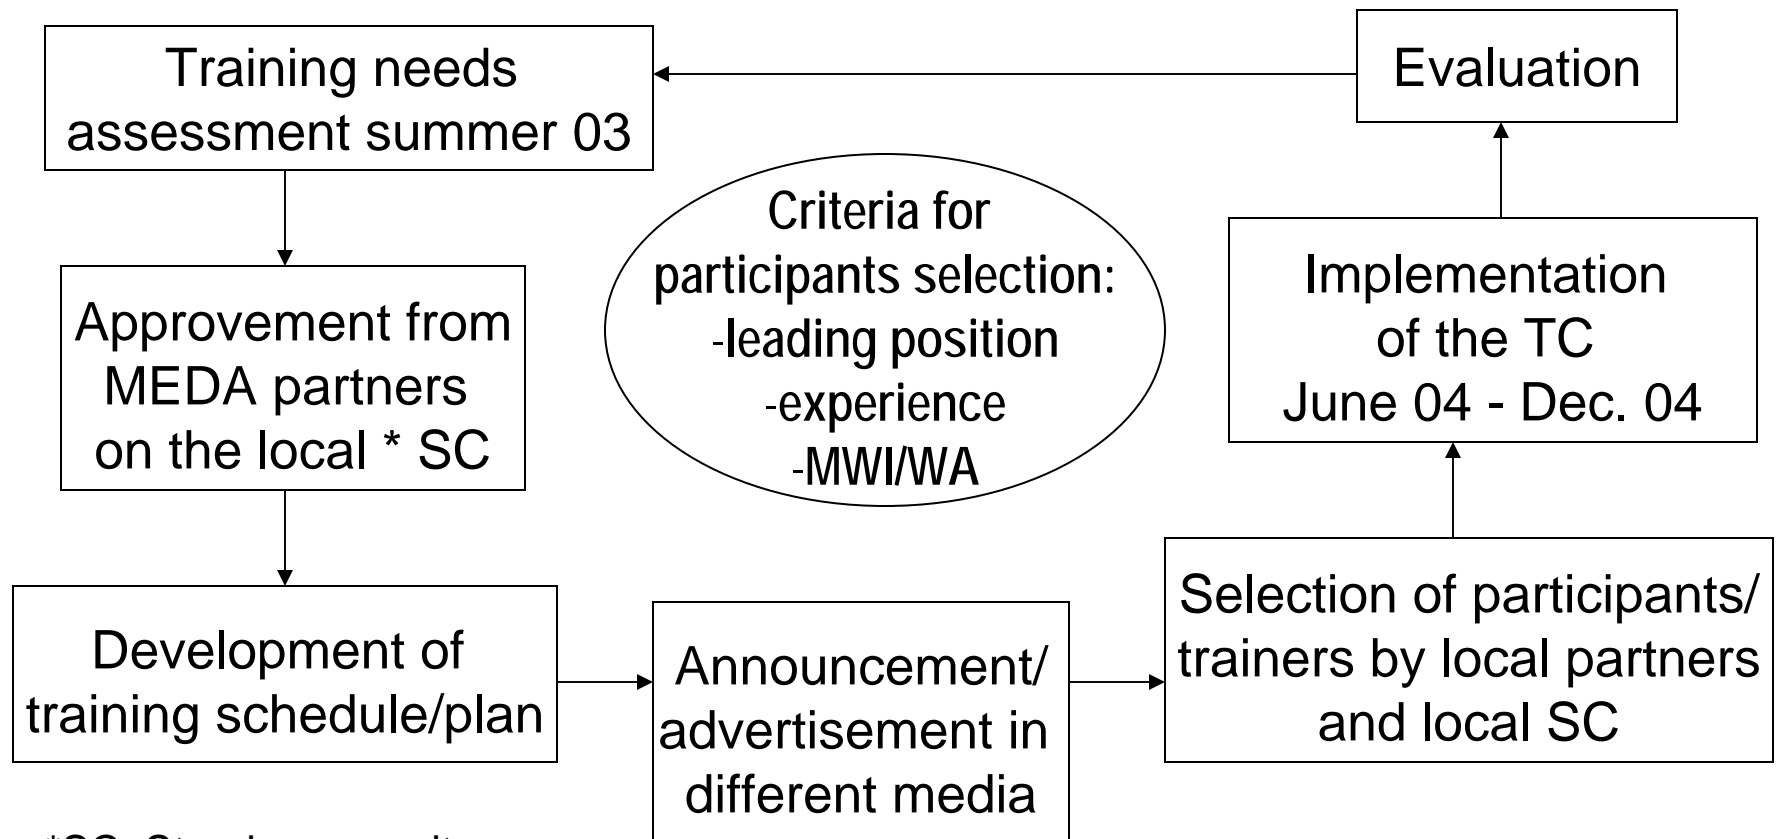 Training needs
assessment summer 03
Evaluation
Criteria for
participants selection:
-leading position
-experience
-MWI/WA
Approvement from
MEDA partners
on the local * SC
Implementation
of the TC
June 04 - Dec. 04
Development of
training schedule/plan
Announcement/
advertisement in
different media
Selection of participants/
trainers by local partners
and local SC